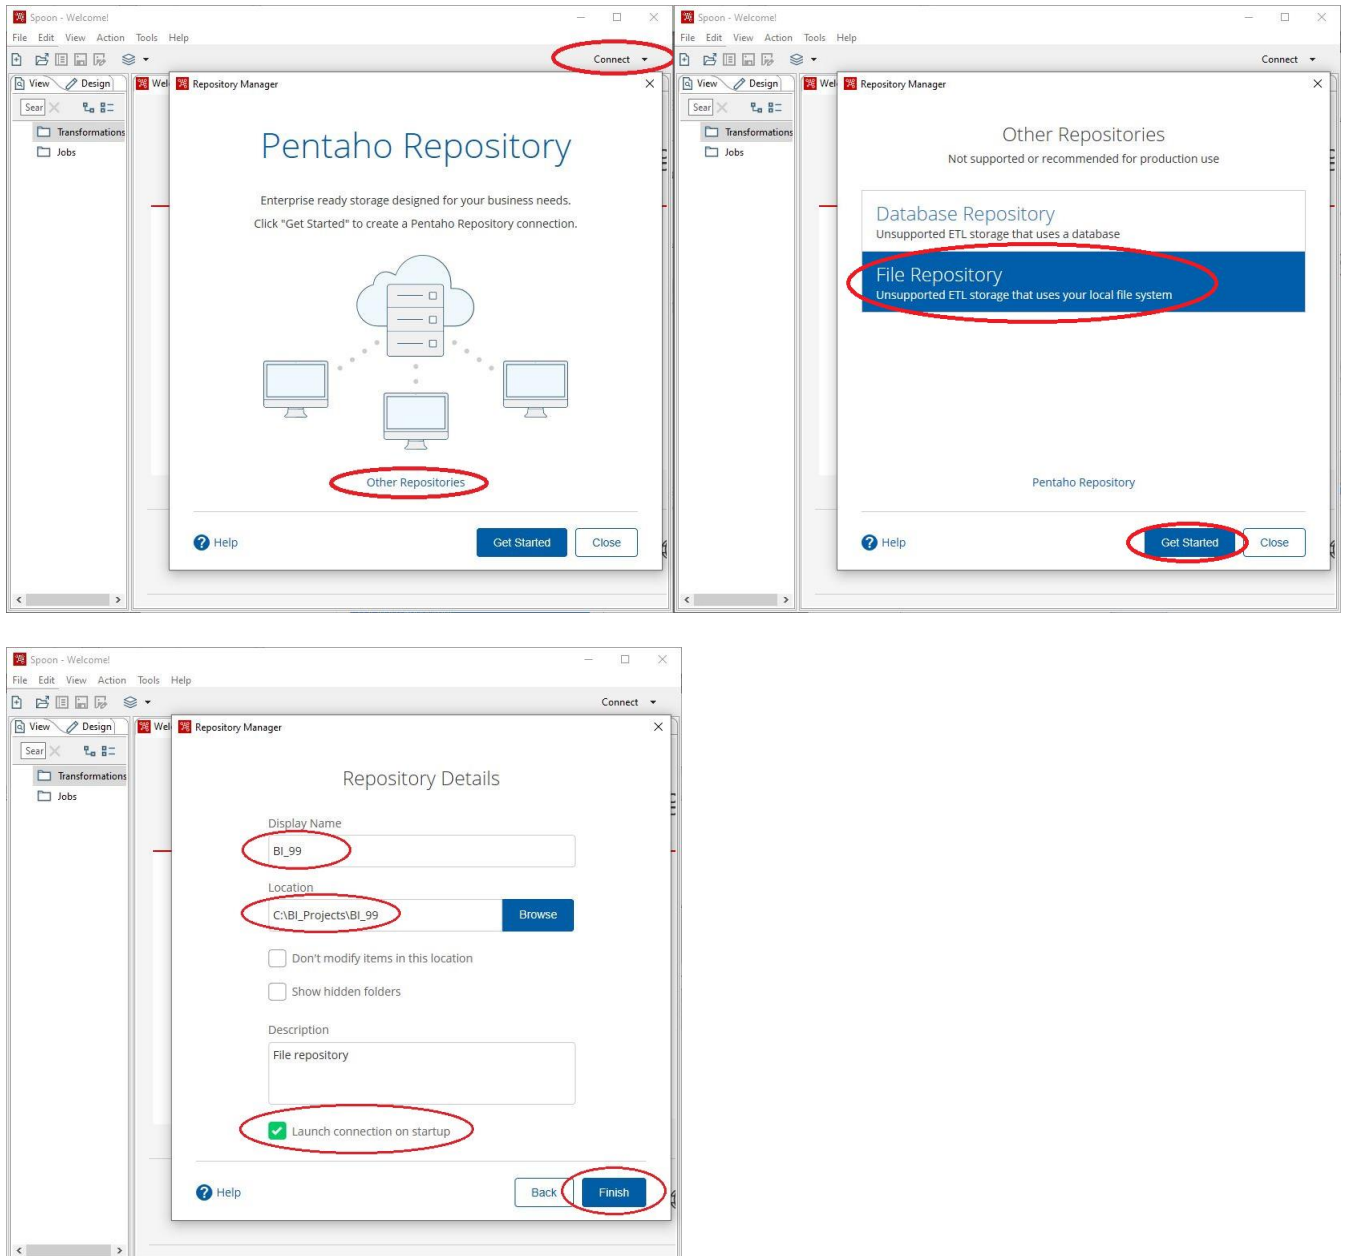 Spoon - Welcome!
File Edit View Action Tools Help
Connect
View Design Wel
Repository Manager
Sear
Transformations
Jobs
Pentaho Repository
Enterprise ready storage designed for your business needs.
Click "Get Started" to create a Pentaho Repository connection.
Other Repositories
Help
Get Started
Close
Spoon - Welcome!
File Edit View Action Tools Help
Connect
View Design Wel
Repository Manager
Sear
Transformations
Jobs
Other Repositories
Not supported or recommended for production use
Database Repository
Unsupported ETL storage that uses a database
File Repository
Unsupported ETL storage that uses your local file system
Pentaho Repository
Help
Get Started
Close
Spoon - Welcome!
File Edit View Action Tools Help
Connect
View Design Wel
Repository Manager
Sear
Transformations
Jobs
Repository Details
Display Name
BI_99
Location
C:\BI_Projects\BI_99
Browse
Don't modify items in this location
Show hidden folders
Description
File repository
Launch connection on startup
Help
Back
Finish